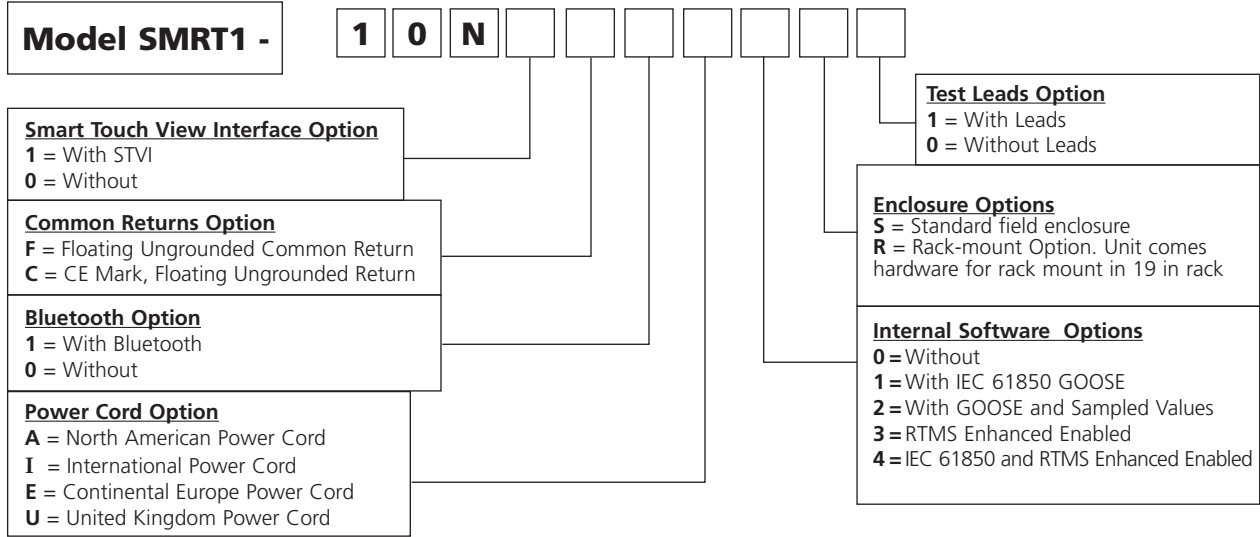 Model SMRT1 - 1 0 N
Smart Touch View Interface Option
1 = With STVI
0 = Without
Common Returns Option
F = Floating Ungrounded Common Return
C = CE Mark, Floating Ungrounded Return
Bluetooth Option
1 = With Bluetooth
0 = Without
Power Cord Option
A = North American Power Cord
I = International Power Cord
E = Continental Europe Power Cord
U = United Kingdom Power Cord
Test Leads Option
1 = With Leads
0 = Without Leads
Enclosure Options
S = Standard field enclosure
R = Rack-mount Option. Unit comes
hardware for rack mount in 19 in rack
Internal Software Options
0 = Without
1 = With IEC 61850 GOOSE
2 = With GOOSE and Sampled Values
3 = RTMS Enhanced Enabled
4 = IEC 61850 and RTMS Enhanced Enabled